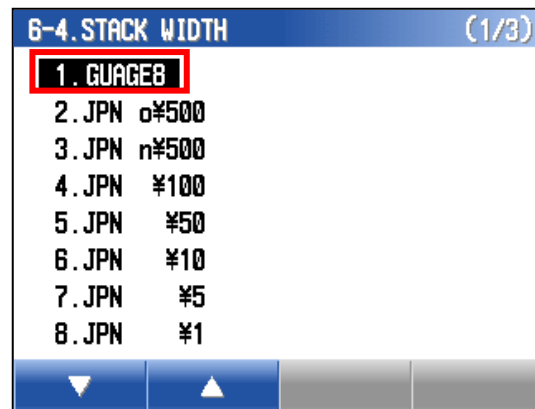 6-4.STACK WIDTH (1/3)
1.GUAGE8
2.JPN o¥500
3.JPN n¥500
4.JPN ¥100
5.JPN ¥50
6.JPN ¥10
7.JPN ¥5
8.JPN ¥1